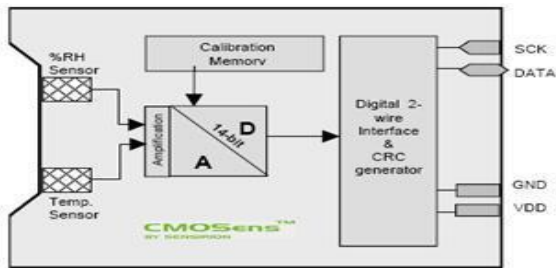 %RH
Sensor
Calibration
Memory
SCK
DATA
Digital 2-
wire
Interface
&
CRC
generator
Amplification
14-bit
D
A
Temp.
Sensor
GND
VDD
CMOSens™
BY SENSIRION